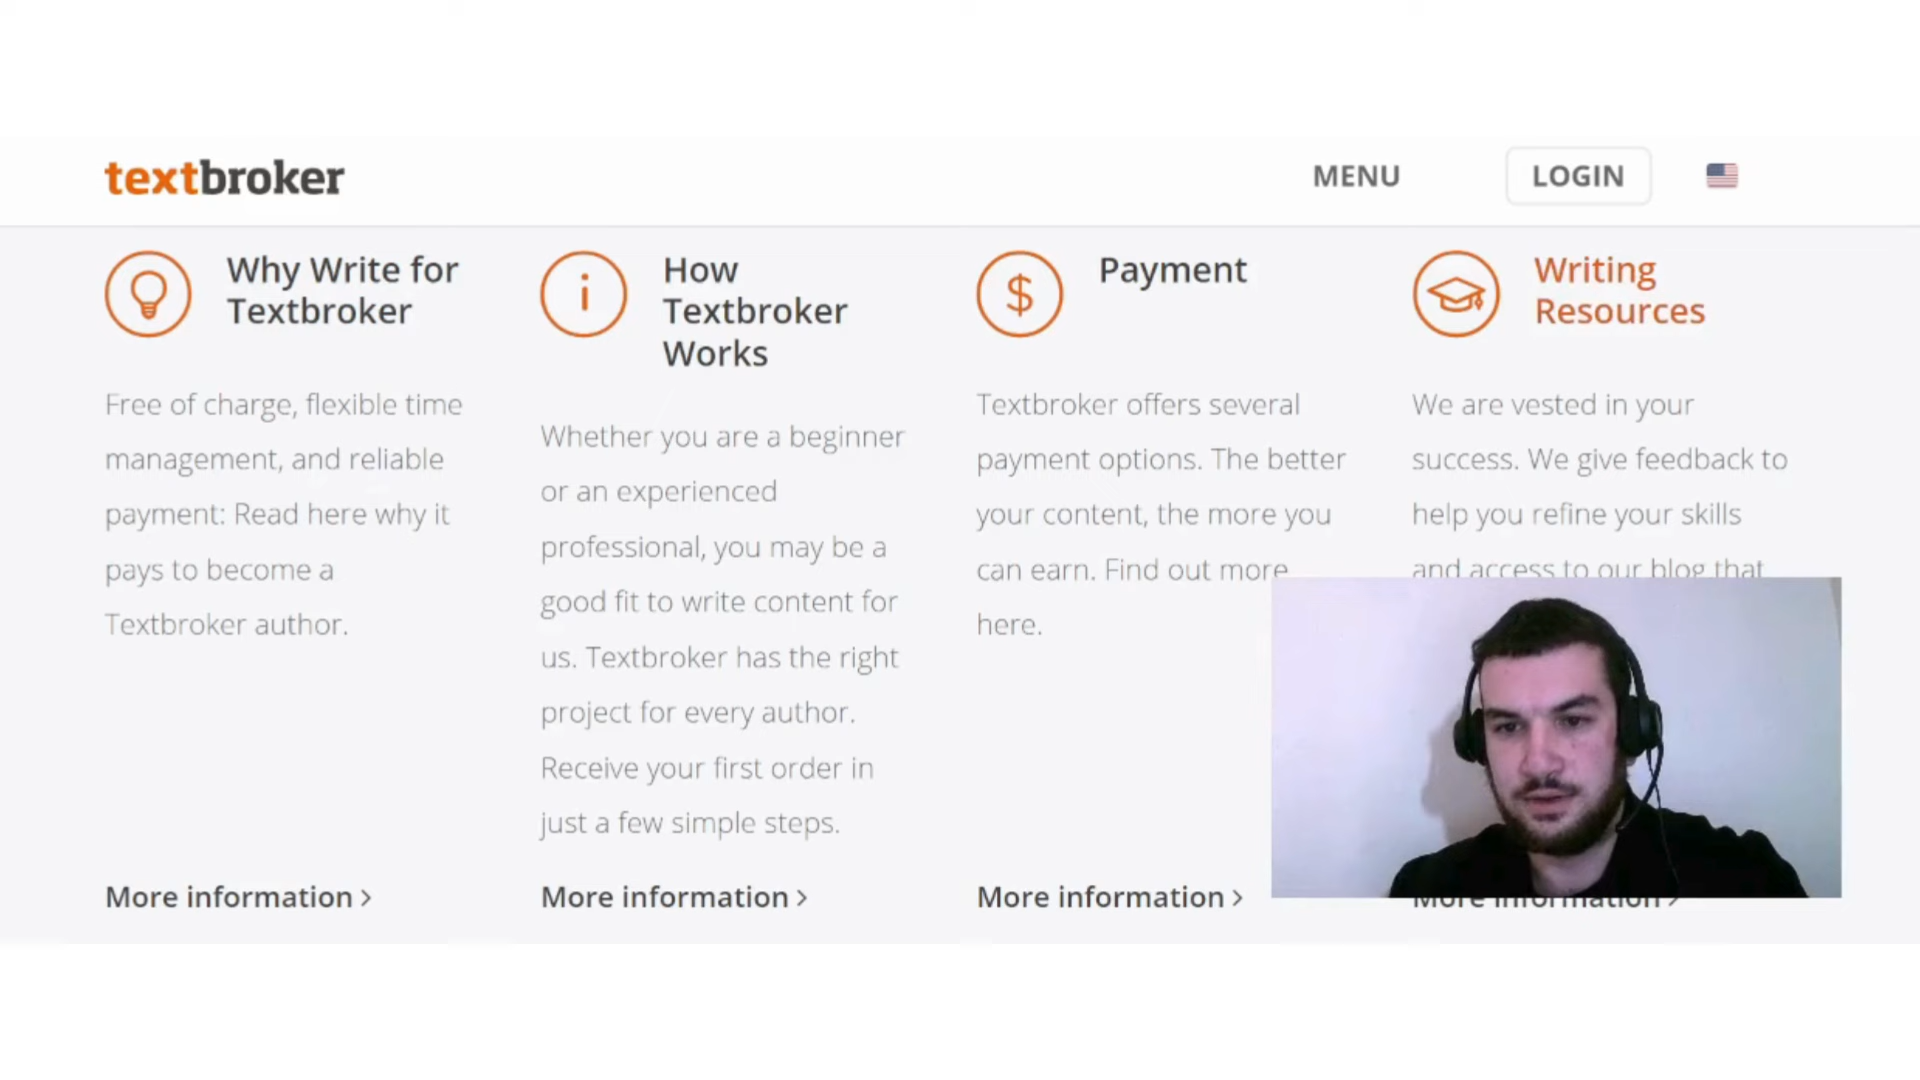 textbroker
MENU
LOGIN
Why Write for
Textbroker
Free of charge, flexible time
management, and reliable
payment: Read here why it
pays to become a
Textbroker author.
More information >
How
Textbroker
Works
Whether you are a beginner
or an experienced
professional, you may be a
good fit to write content for
us. Textbroker has the right
project for every author.
Receive your first order in
just a few simple steps.
More information >
Payment
Textbroker offers several
payment options. The better
your content, the more you
can earn. Find out more
here.
More information >
Writing
Resources
We are vested in your
success. We give feedback to
help you refine your skills
and access to our blog that
More information >